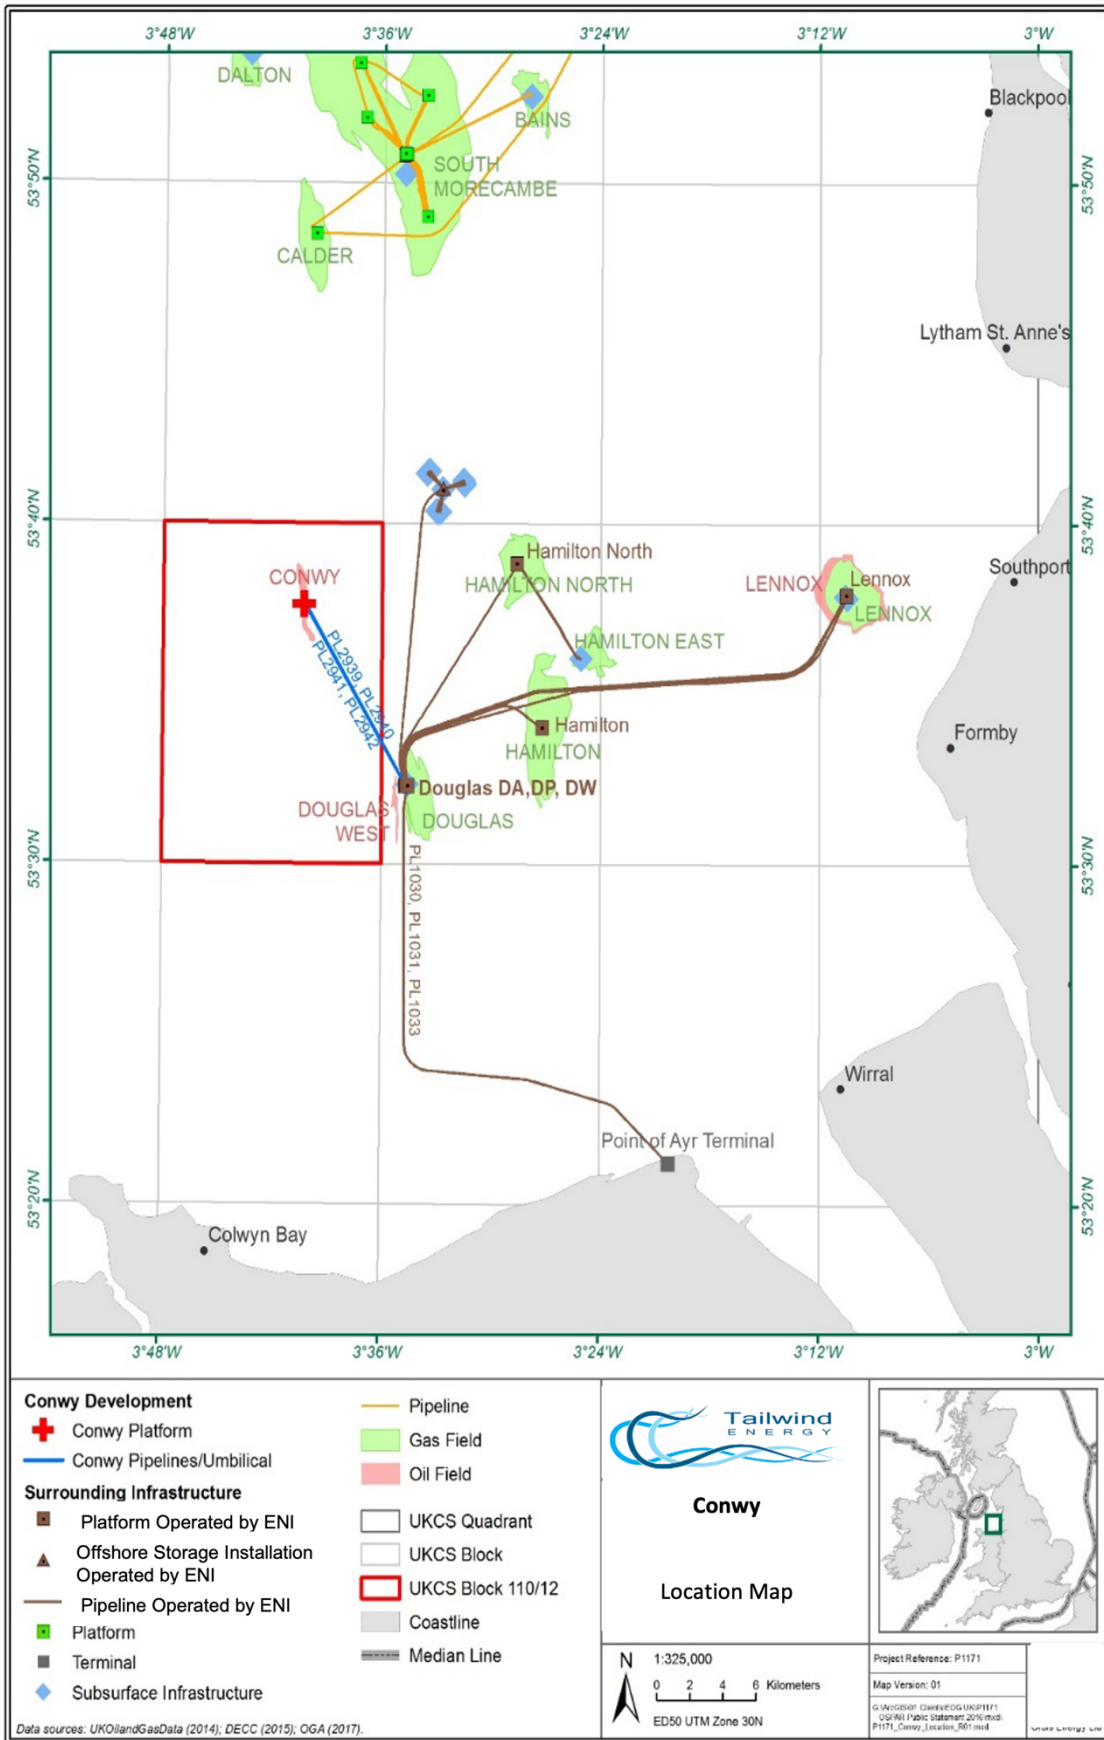 3°48'W
3°36'W
3°24'W
3°12'W
3°W
DALTON
BAINS
Blackpool
SOUTH
MORECAMBE
53°50'N
53°50'N
CALDER
Lytham St. Anne's
53°40'N
53°40'N
Hamilton North
HAMILTON NORTH
CONWY
LENNOX
Lennox
LENNOX
Southport
HAMILTON EAST
PL2939, PL2940
PL2941, PL2942
Hamilton
HAMILTON
Formby
Douglas DA,DP, DW
DOUGLAS
WEST
DOUGLAS
53°30'N
53°30'N
PL1030, PL1031, PL1033
Wirral
Point of Ayr Terminal
53°20'N
53°20'N
Colwyn Bay
3°48'W
3°36'W
3°24'W
3°12'W
3°W
Conwy Development
Conwy Platform
Conwy Pipelines/Umbilical
Surrounding Infrastructure
Platform Operated by ENI
Offshore Storage Installation
Operated by ENI
Pipeline Operated by ENI
Platform
Terminal
Subsurface Infrastructure
Pipeline
Gas Field
Oil Field
UKCS Quadrant
UKCS Block
UKCS Block 110/12
Coastline
Median Line
Data sources: UKOilandGasData (2014); DECC (2015); OGA (2017).
Tailwind
ENERGY
Conwy
Location Map
N
1:325,000
0 2 4 6 Kilometers
ED50 UTM Zone 30N
Project Reference: P1171
Map Version: 01
OSPAR Public Statement 2016\mxd\
P1171_Conwy_Location_R01.mxd